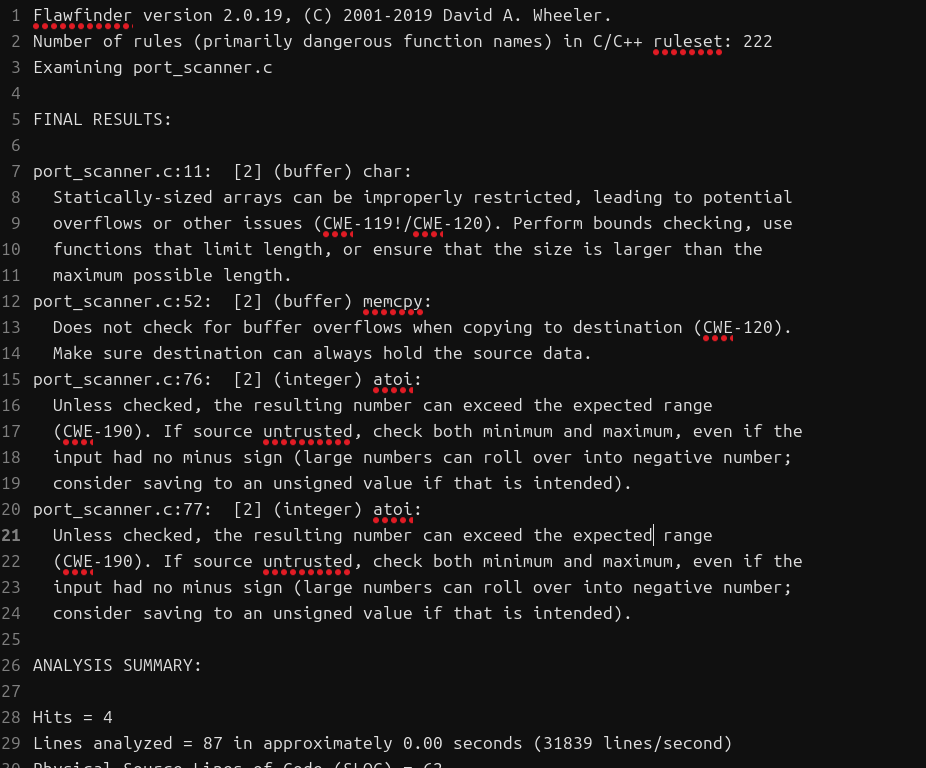 1 Flawfinder version 2.0.19, (C) 2001-2019 David A. Wheeler.
2 Number of rules (primarily dangerous function names) in C/C++ ruleset: 222
3 Examining port_scanner.c
4
5 FINAL RESULTS:
6
7 port_scanner.c:11:  [2] (buffer) char:
8   Statically-sized arrays can be improperly restricted, leading to potential
9   overflows or other issues (CWE-119!/CWE-120). Perform bounds checking, use
10   functions that limit length, or ensure that the size is larger than the
11   maximum possible length.
12 port_scanner.c:52:  [2] (buffer) memcpy:
13   Does not check for buffer overflows when copying to destination (CWE-120).
14   Make sure destination can always hold the source data.
15 port_scanner.c:76:  [2] (integer) atoi:
16   Unless checked, the resulting number can exceed the expected range
17   (CWE-190). If source untrusted, check both minimum and maximum, even if the
18   input had no minus sign (large numbers can roll over into negative number;
19   consider saving to an unsigned value if that is intended).
20 port_scanner.c:77:  [2] (integer) atoi:
21   Unless checked, the resulting number can exceed the expected range
22   (CWE-190). If source untrusted, check both minimum and maximum, even if the
23   input had no minus sign (large numbers can roll over into negative number;
24   consider saving to an unsigned value if that is intended).
25
26 ANALYSIS SUMMARY:
27
28 Hits = 4
29 Lines analyzed = 87 in approximately 0.00 seconds (31839 lines/second)
30 Physical Source Lines of Code (SLOC) = 62